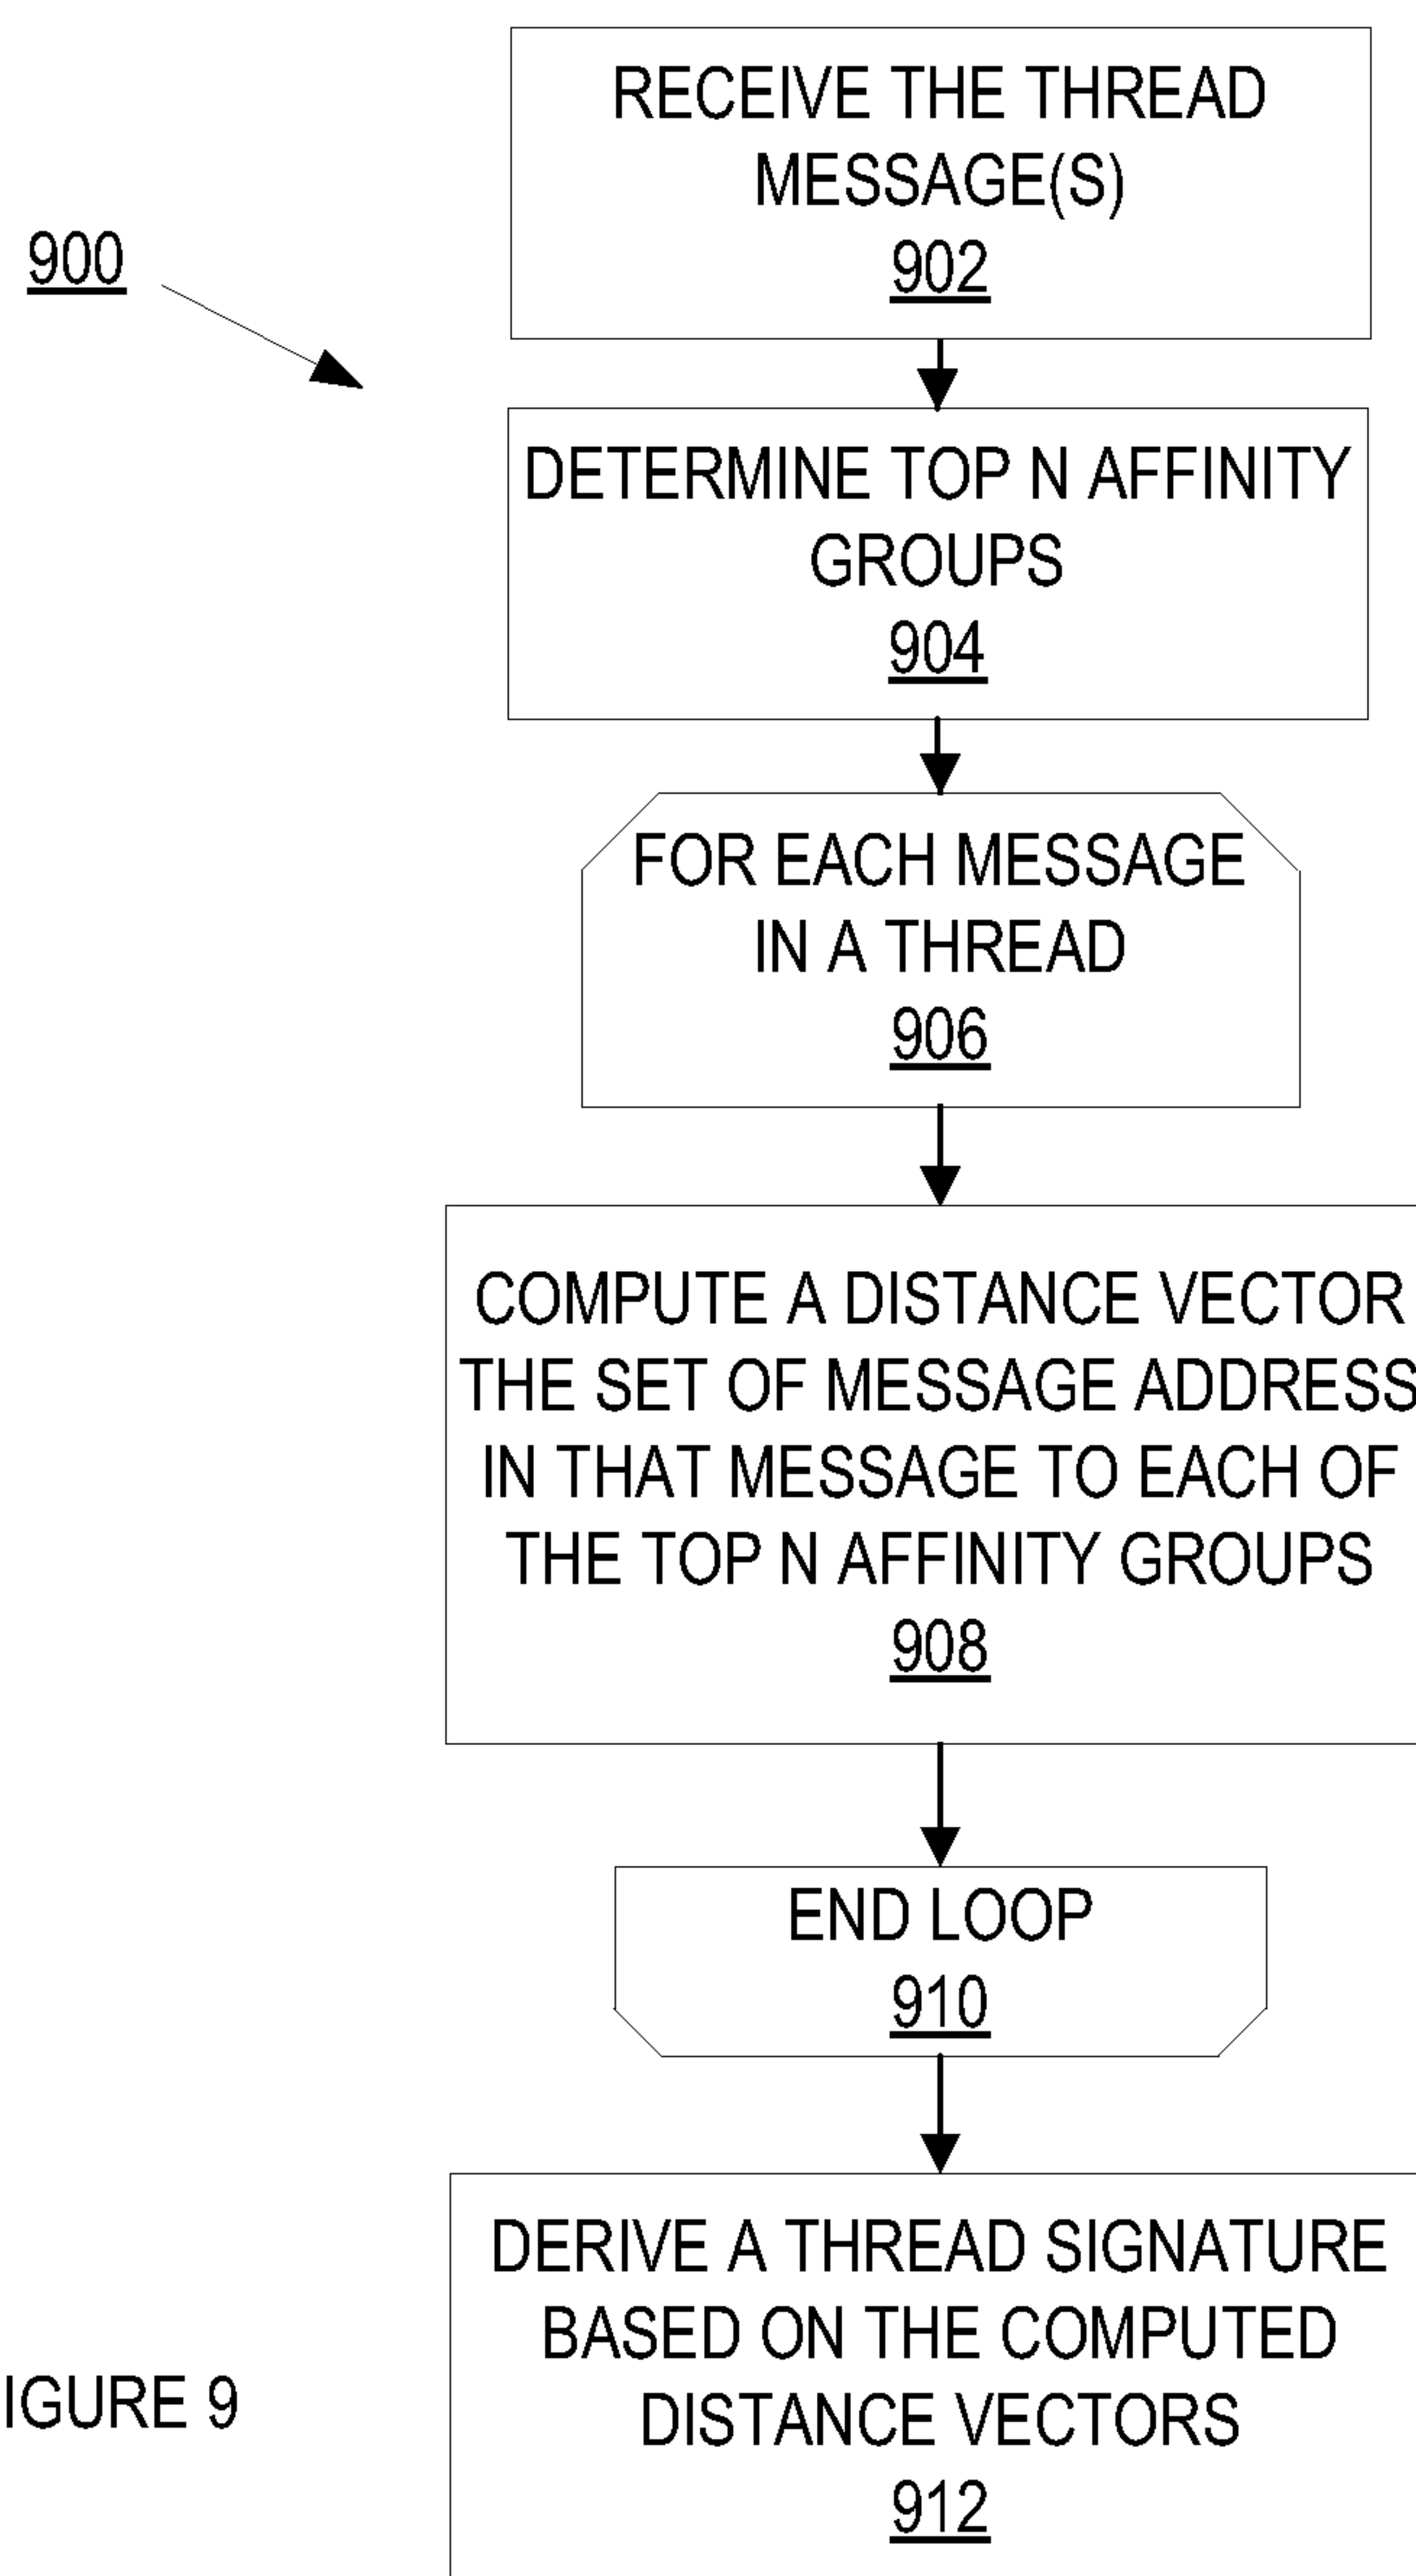 RECEIVE THE THREAD
MESSAGE(S)
902
900
DETERMINE TOP N AFFINITY
GROUPS
904
FOR EACH MESSAGE
IN A THREAD
906
COMPUTE A DISTANCE VECTOR
THE SET OF MESSAGE ADDRESS
IN THAT MESSAGE TO EACH OF
THE TOP N AFFINITY GROUPS
908
END LOOP
910
DERIVE A THREAD SIGNATURE
BASED ON THE COMPUTED
DISTANCE VECTORS
912
IGURE 9